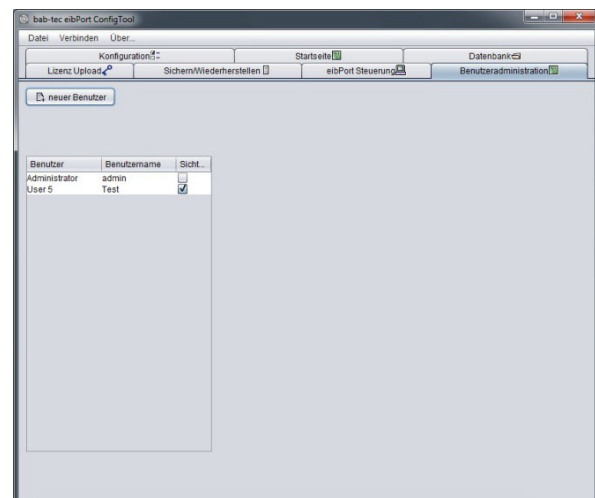 bab-tec eibPort ConfigTool
Datei Verbinden Über...
Konfiguration Startseite Datenbank
Lizenz Upload Sichern/Wiederherstellen eibPort Steuerung Benutzeradministration
neuer Benutzer
Benutzer Benutzername Sicht...
Administrator admin
User 5 Test